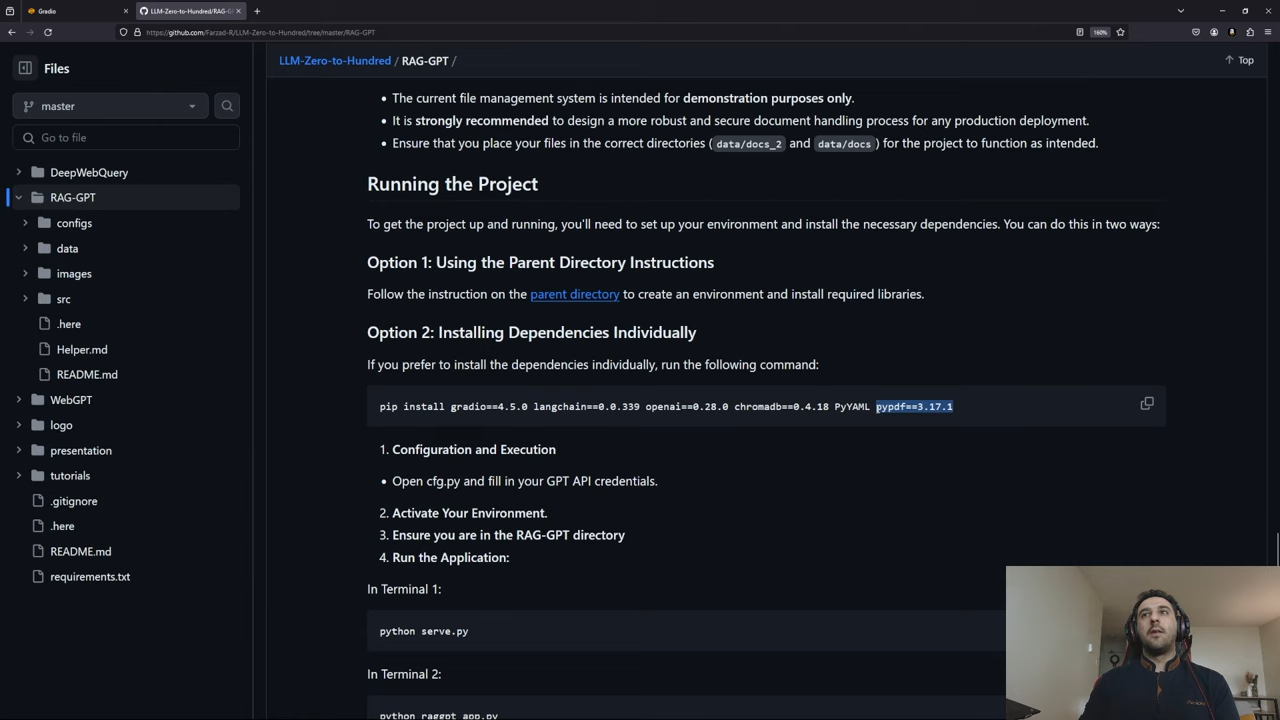 Gradio
LLM-Zero-to-Hundred/RAG-G
https://github.com/Farzad-R/LLM-Zero-to-Hundred/tree/master/RAG-GPT
160%
Files
LLM-Zero-to-Hundred / RAG-GPT /
Top
master
Go to file
DeepWebQuery
RAG-GPT
configs
data
images
src
.here
Helper.md
README.md
WebGPT
logo
presentation
tutorials
.gitignore
.here
README.md
requirements.txt
• The current file management system is intended for demonstration purposes only.
• It is strongly recommended to design a more robust and secure document handling process for any production deployment.
• Ensure that you place your files in the correct directories ( data/docs_2 and data/docs ) for the project to function as intended.
Running the Project
To get the project up and running, you'll need to set up your environment and install the necessary dependencies. You can do this in two ways:
Option 1: Using the Parent Directory Instructions
Follow the instruction on the parent directory to create an environment and install required libraries.
Option 2: Installing Dependencies Individually
If you prefer to install the dependencies individually, run the following command:
pip install gradio==4.5.0 langchain==0.0.339 openai==0.28.0 chromadb==0.4.18 PyYAML pypdf==3.17.1
1. Configuration and Execution
• Open cfg.py and fill in your GPT API credentials.
2. Activate Your Environment.
3. Ensure you are in the RAG-GPT directory
4. Run the Application:
In Terminal 1:
python serve.py
In Terminal 2:
python raggpt_app.py